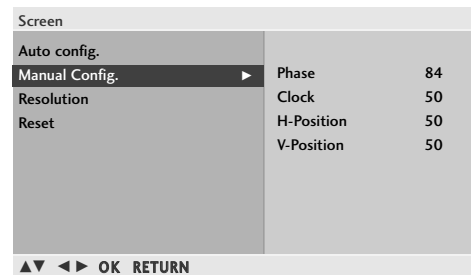 Screen
Auto config.
Manual Config. ►
Resolution
Reset
Phase 84
Clock 50
H-Position 50
V-Position 50
▲▼ ◄► OK RETURN